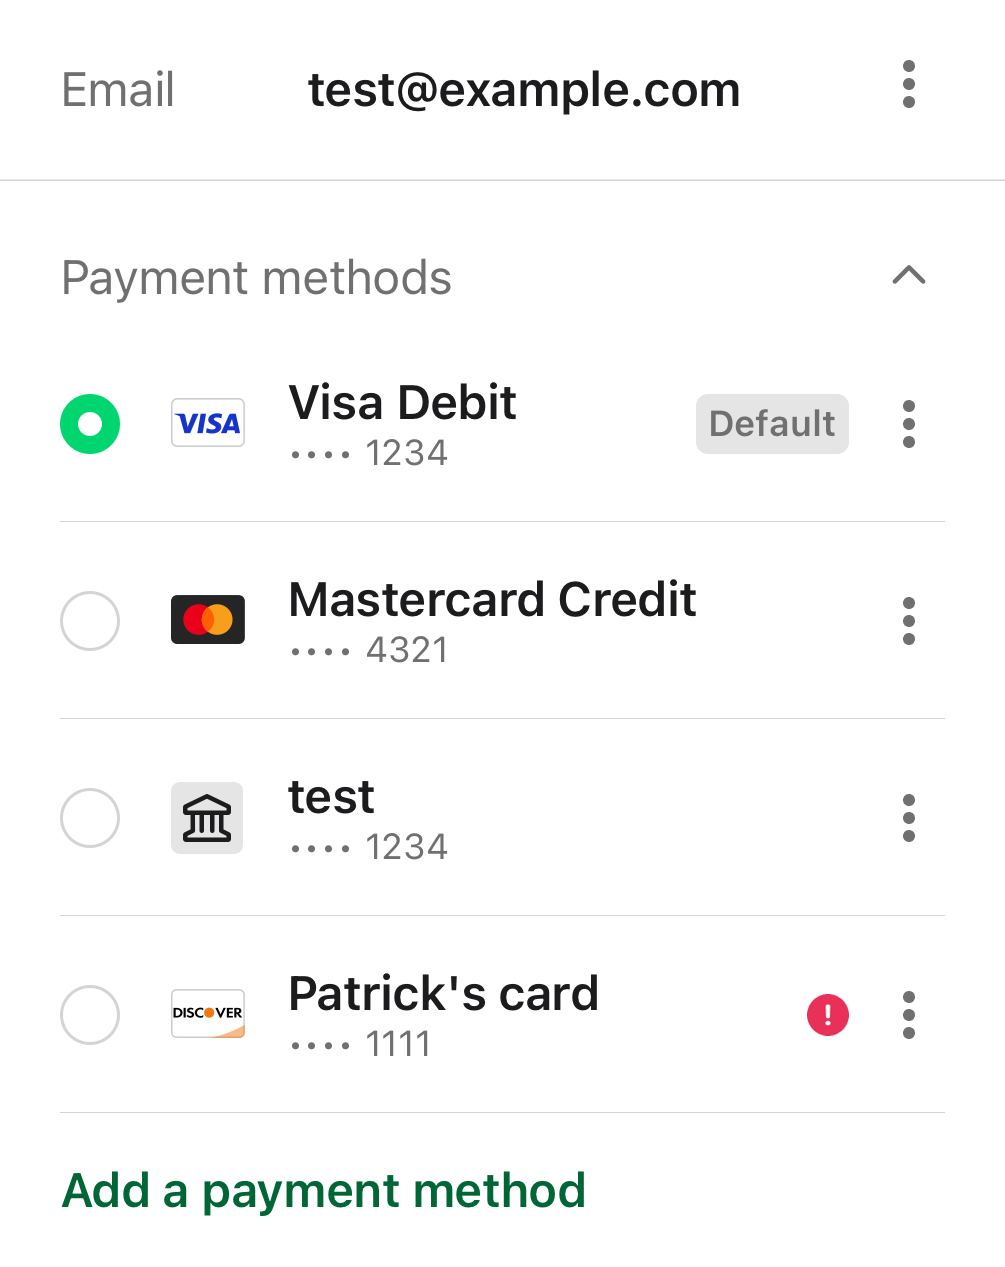 Email test@example.com
Payment methods
VISA Visa Debit Default
•••• 1234
Mastercard Credit
•••• 4321
test
•••• 1234
DISCOVER Patrick's card !
•••• 1111
Add a payment method